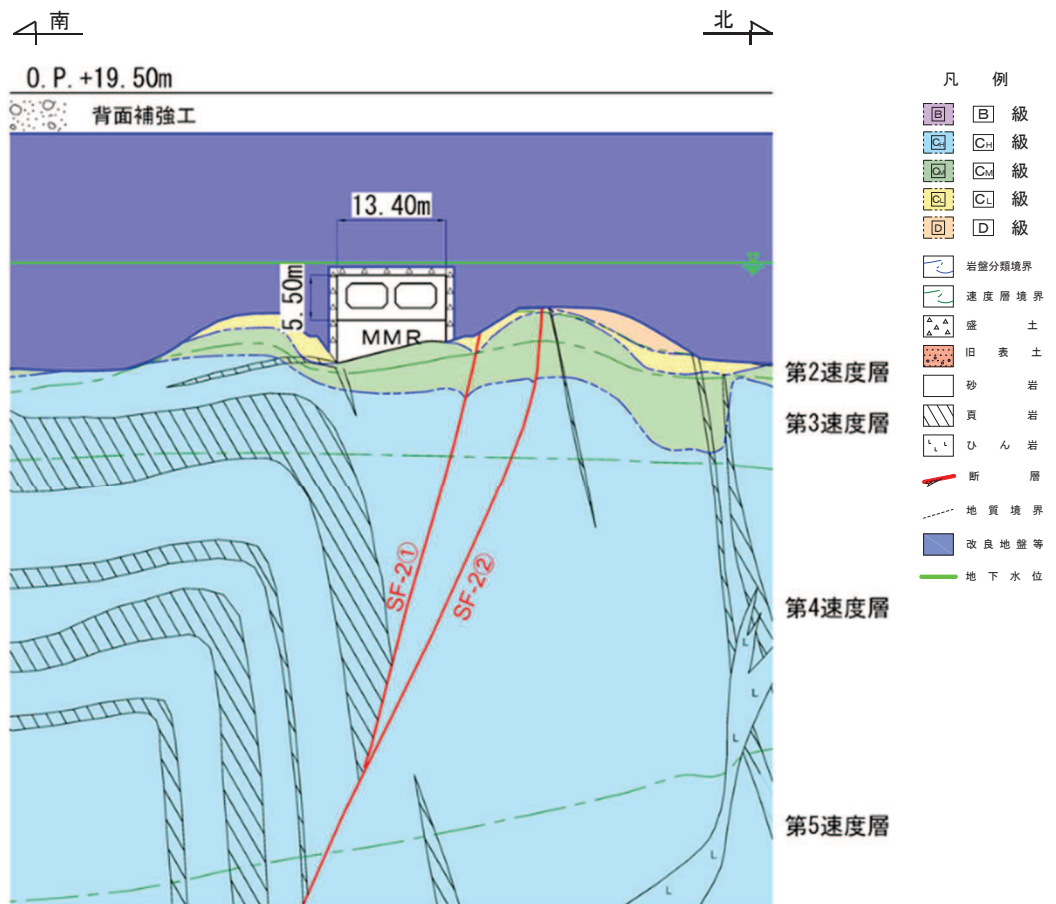 南
北
O.P.+19.50m
背面補強工
13.40m
5.50m
MMR
第2速度層
第3速度層
第4速度層
第5速度層
SF-2①
SF-2②
L
L
L
L
L
凡 例
B B 級
CH CH 級
CM CM 級
CL CL 級
D D 級
岩盤分類境界
速度層境界
盛 土
旧 表 土
砂 岩
頁 岩
L L L ひ ん 岩
断 層
地 質 境 界
改 良 地 盤 等
地 下 水 位